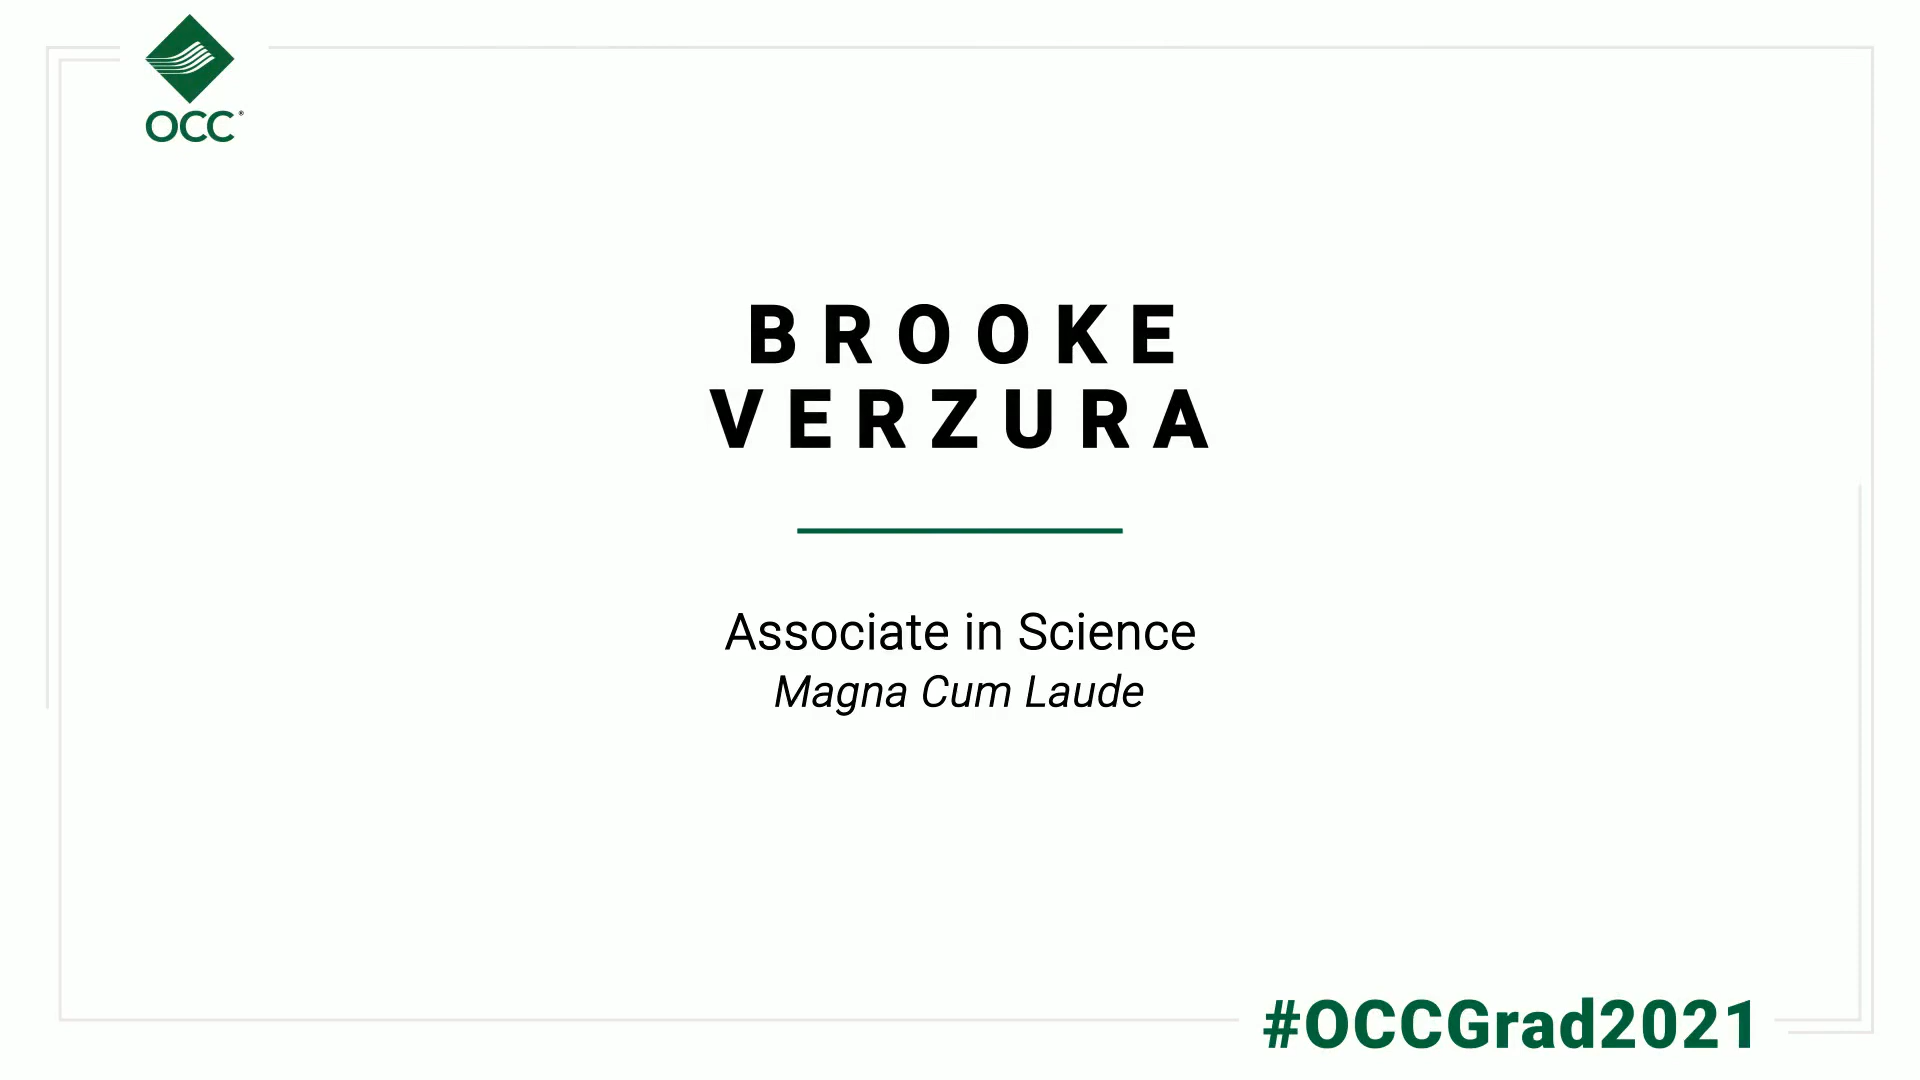 OCC®
BROOKE
VERZURA
Associate in Science
Magna Cum Laude
#OCCGrad2021